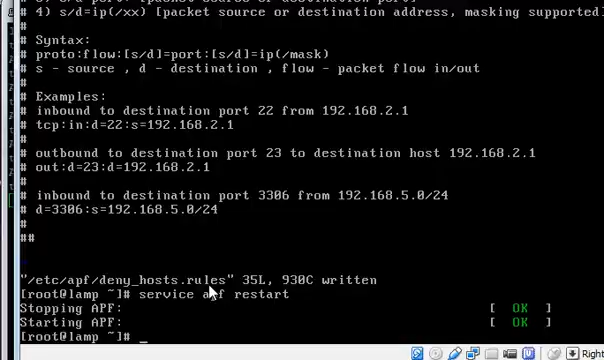 # 4) s/d=ip(/xx) [packet source or destination address, masking supported]
#
# Syntax:
# proto:flow:[s/d]=port:[s/d]=ip(/mask)
# s - source , d - destination , flow - packet flow in/out
#
# Examples:
# inbound to destination port 22 from 192.168.2.1
# tcp:in:d=22:s=192.168.2.1
#
# outbound to destination port 23 to destination host 192.168.2.1
# out:d=23:d=192.168.2.1
#
# inbound to destination port 3306 from 192.168.5.0/24
# d=3306:s=192.168.5.0/24
#
##
"/etc/apf/deny_hosts.rules" 35L, 930C written
[root@lamp ~]# service apf restart
Stopping APF: [ OK ]
Starting APF: [ OK ]
[root@lamp ~]# _
Right